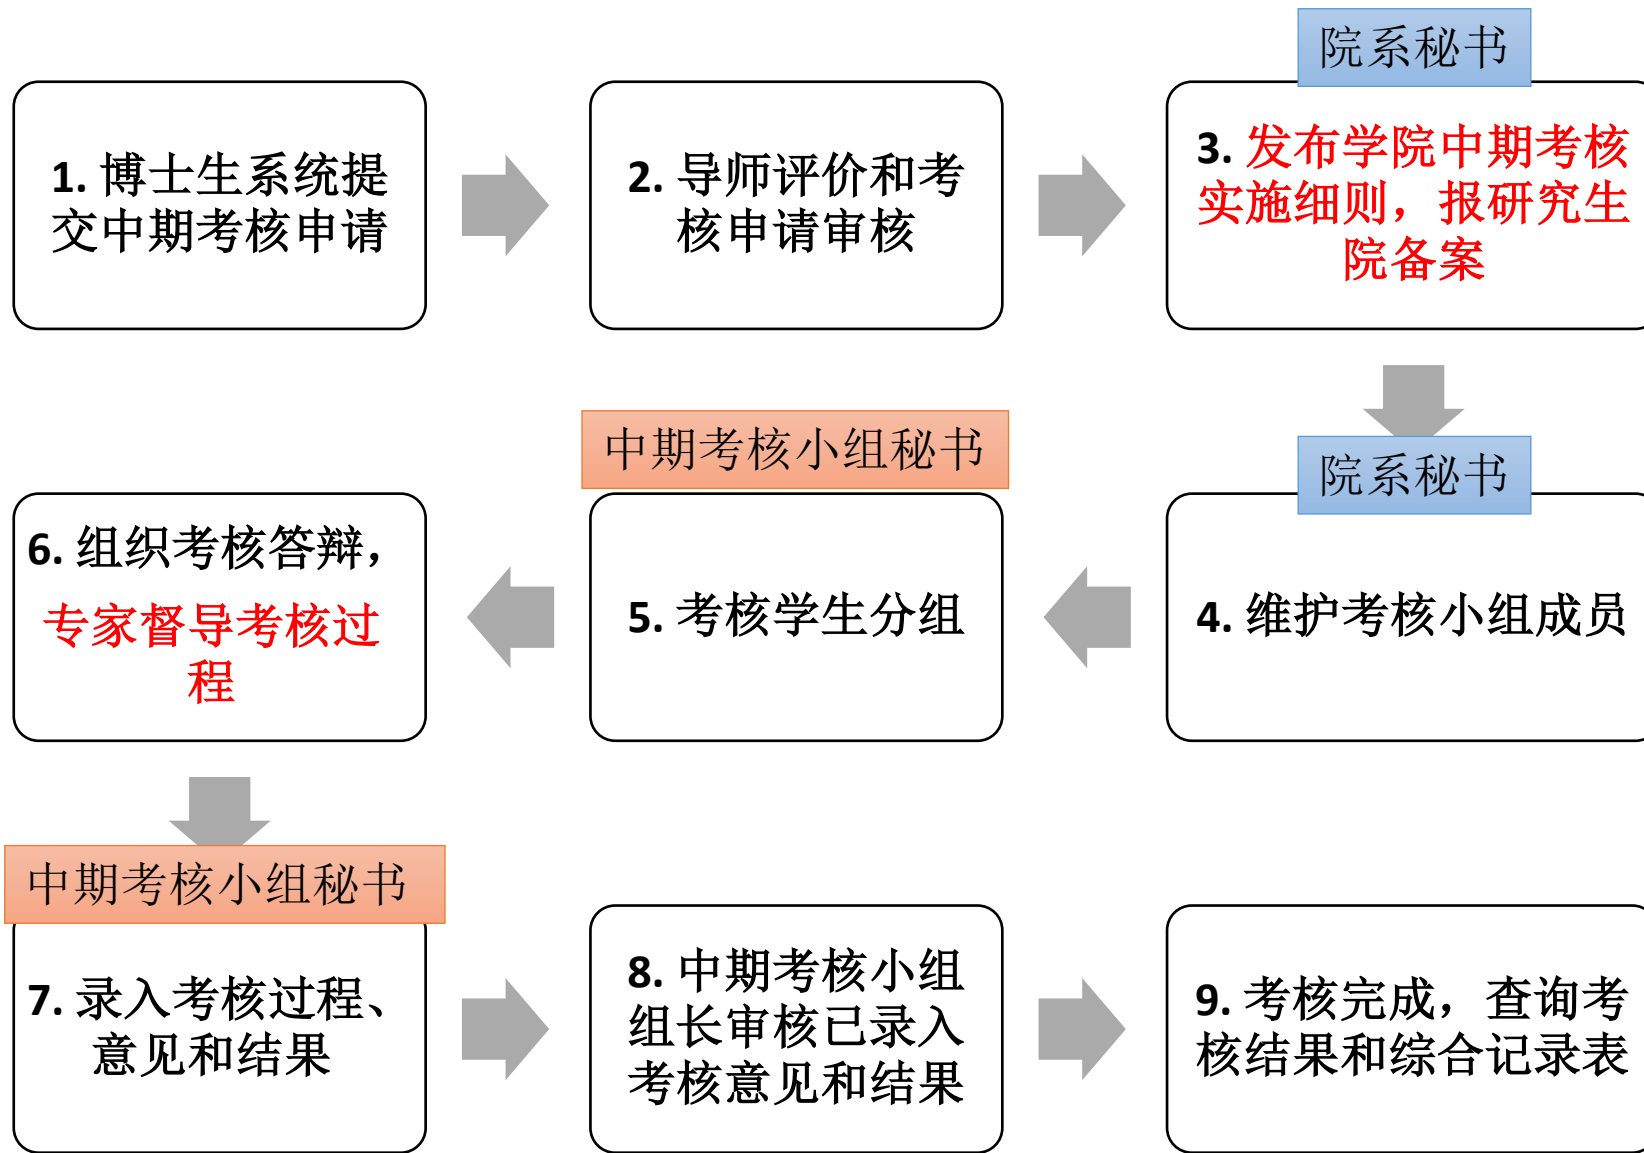 院系秘书
1. 博士生系统提
交中期考核申请
2. 导师评价和考
核申请审核
3. 发布学院中期考核
实施细则，报研究生
院备案
院系秘书
4. 维护考核小组成员
中期考核小组秘书
5. 考核学生分组
6. 组织考核答辩，
专家督导考核过
程
中期考核小组秘书
7. 录入考核过程、
意见和结果
8. 中期考核小组
组长审核已录入
考核意见和结果
9. 考核完成，查询考
核结果和综合记录表